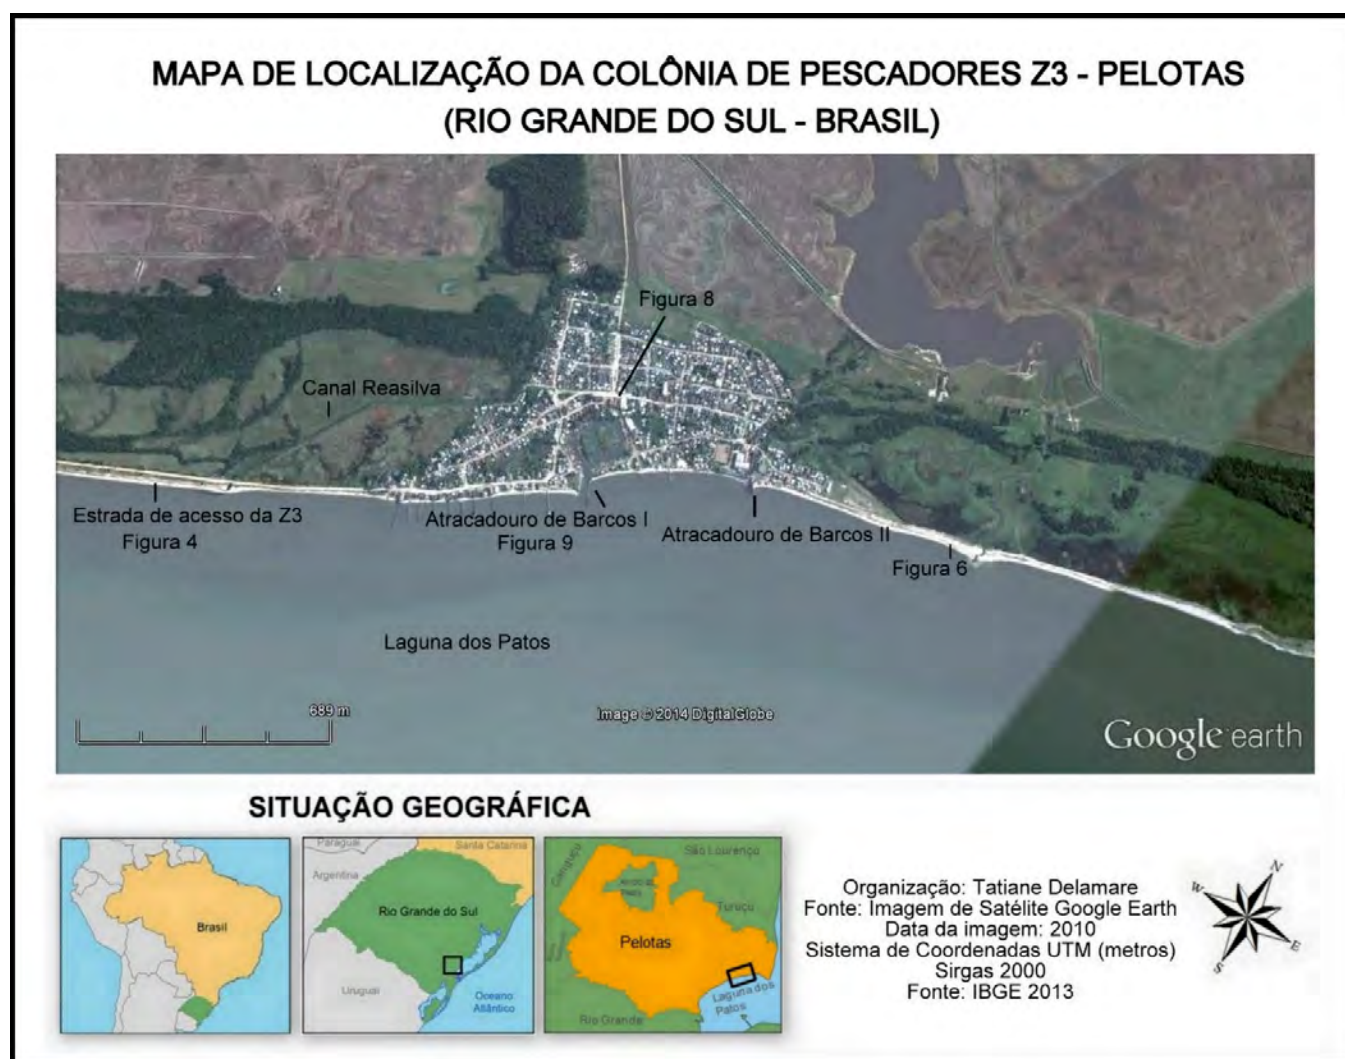 MAPA DE LOCALIZAÇÃO DA COLÔNIA DE PESCADORES Z3 - PELOTAS
(RIO GRANDE DO SUL - BRASIL)
Figura 8
Canal Reasilva
Estrada de acesso da Z3
Figura 4
Atracadouro de Barcos I
Figura 9
Atracadouro de Barcos II
Figura 6
Laguna dos Patos
689 m
Image © 2014 DigitalGlobe
Google earth
SITUAÇÃO GEOGRÁFICA
Brasil
Paraguai
Santa Catarina
Argentina
Rio Grande do Sul
Uruguai
Oceano
Atlântico
Canguçu
São Lourenço
Turuçu
Pelotas
Laguna dos
Patos
Rio Grande
Organização: Tatiane Delamare
Fonte: Imagem de Satélite Google Earth
Data da imagem: 2010
Sistema de Coordenadas UTM (metros)
Sirgas 2000
Fonte: IBGE 2013
N
W
E
S